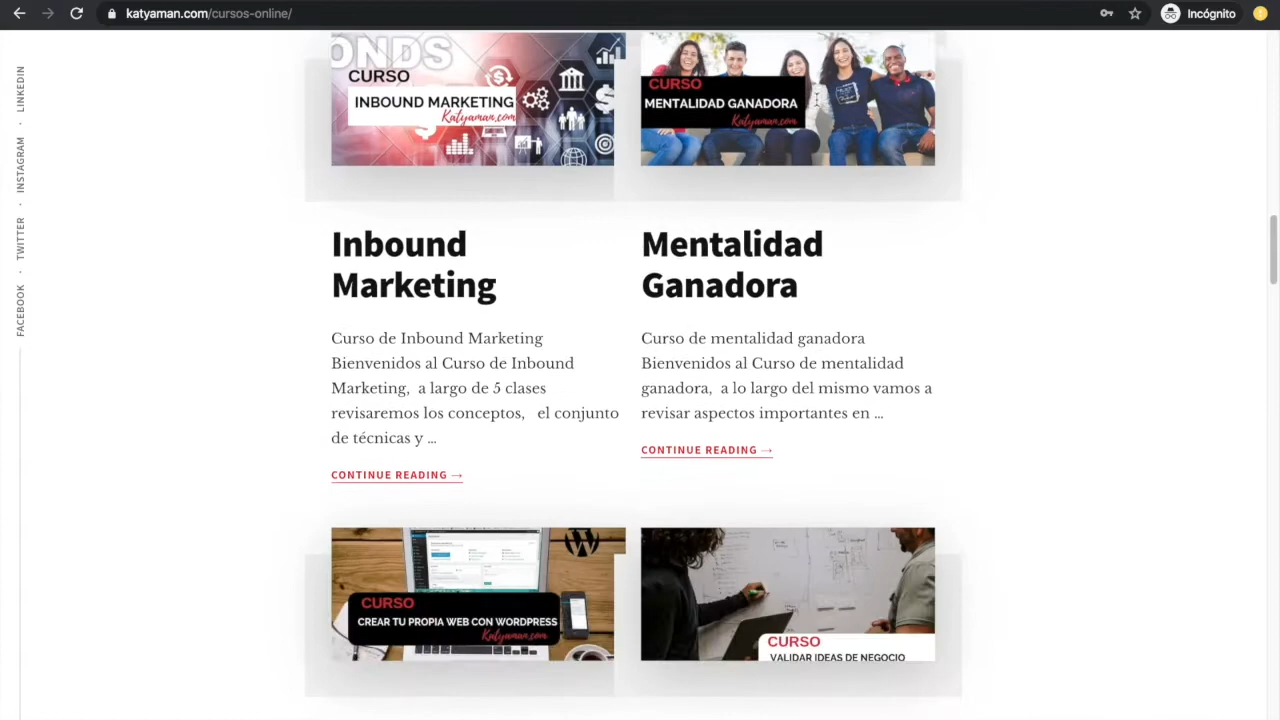 katyaman.com/cursos-online/
Incógnito
LINKEDIN
INSTAGRAM
TWITTER
FACEBOOK
ONDS
CURSO
INBOUND MARKETING
Katyaman.com
CURSO
MENTALIDAD GANADORA
Katyaman.com
Inbound
Marketing
Curso de Inbound Marketing
Bienvenidos al Curso de Inbound
Marketing, a largo de 5 clases
revisaremos los conceptos, el conjunto
de técnicas y ...
CONTINUE READING →
Mentalidad
Ganadora
Curso de mentalidad ganadora
Bienvenidos al Curso de mentalidad
ganadora, a lo largo del mismo vamos a
revisar aspectos importantes en ...
CONTINUE READING →
CURSO
CREAR TU PROPIA WEB CON WORDPRESS
Katyaman.com
CURSO
VALIDAR IDEAS DE NEGOCIO